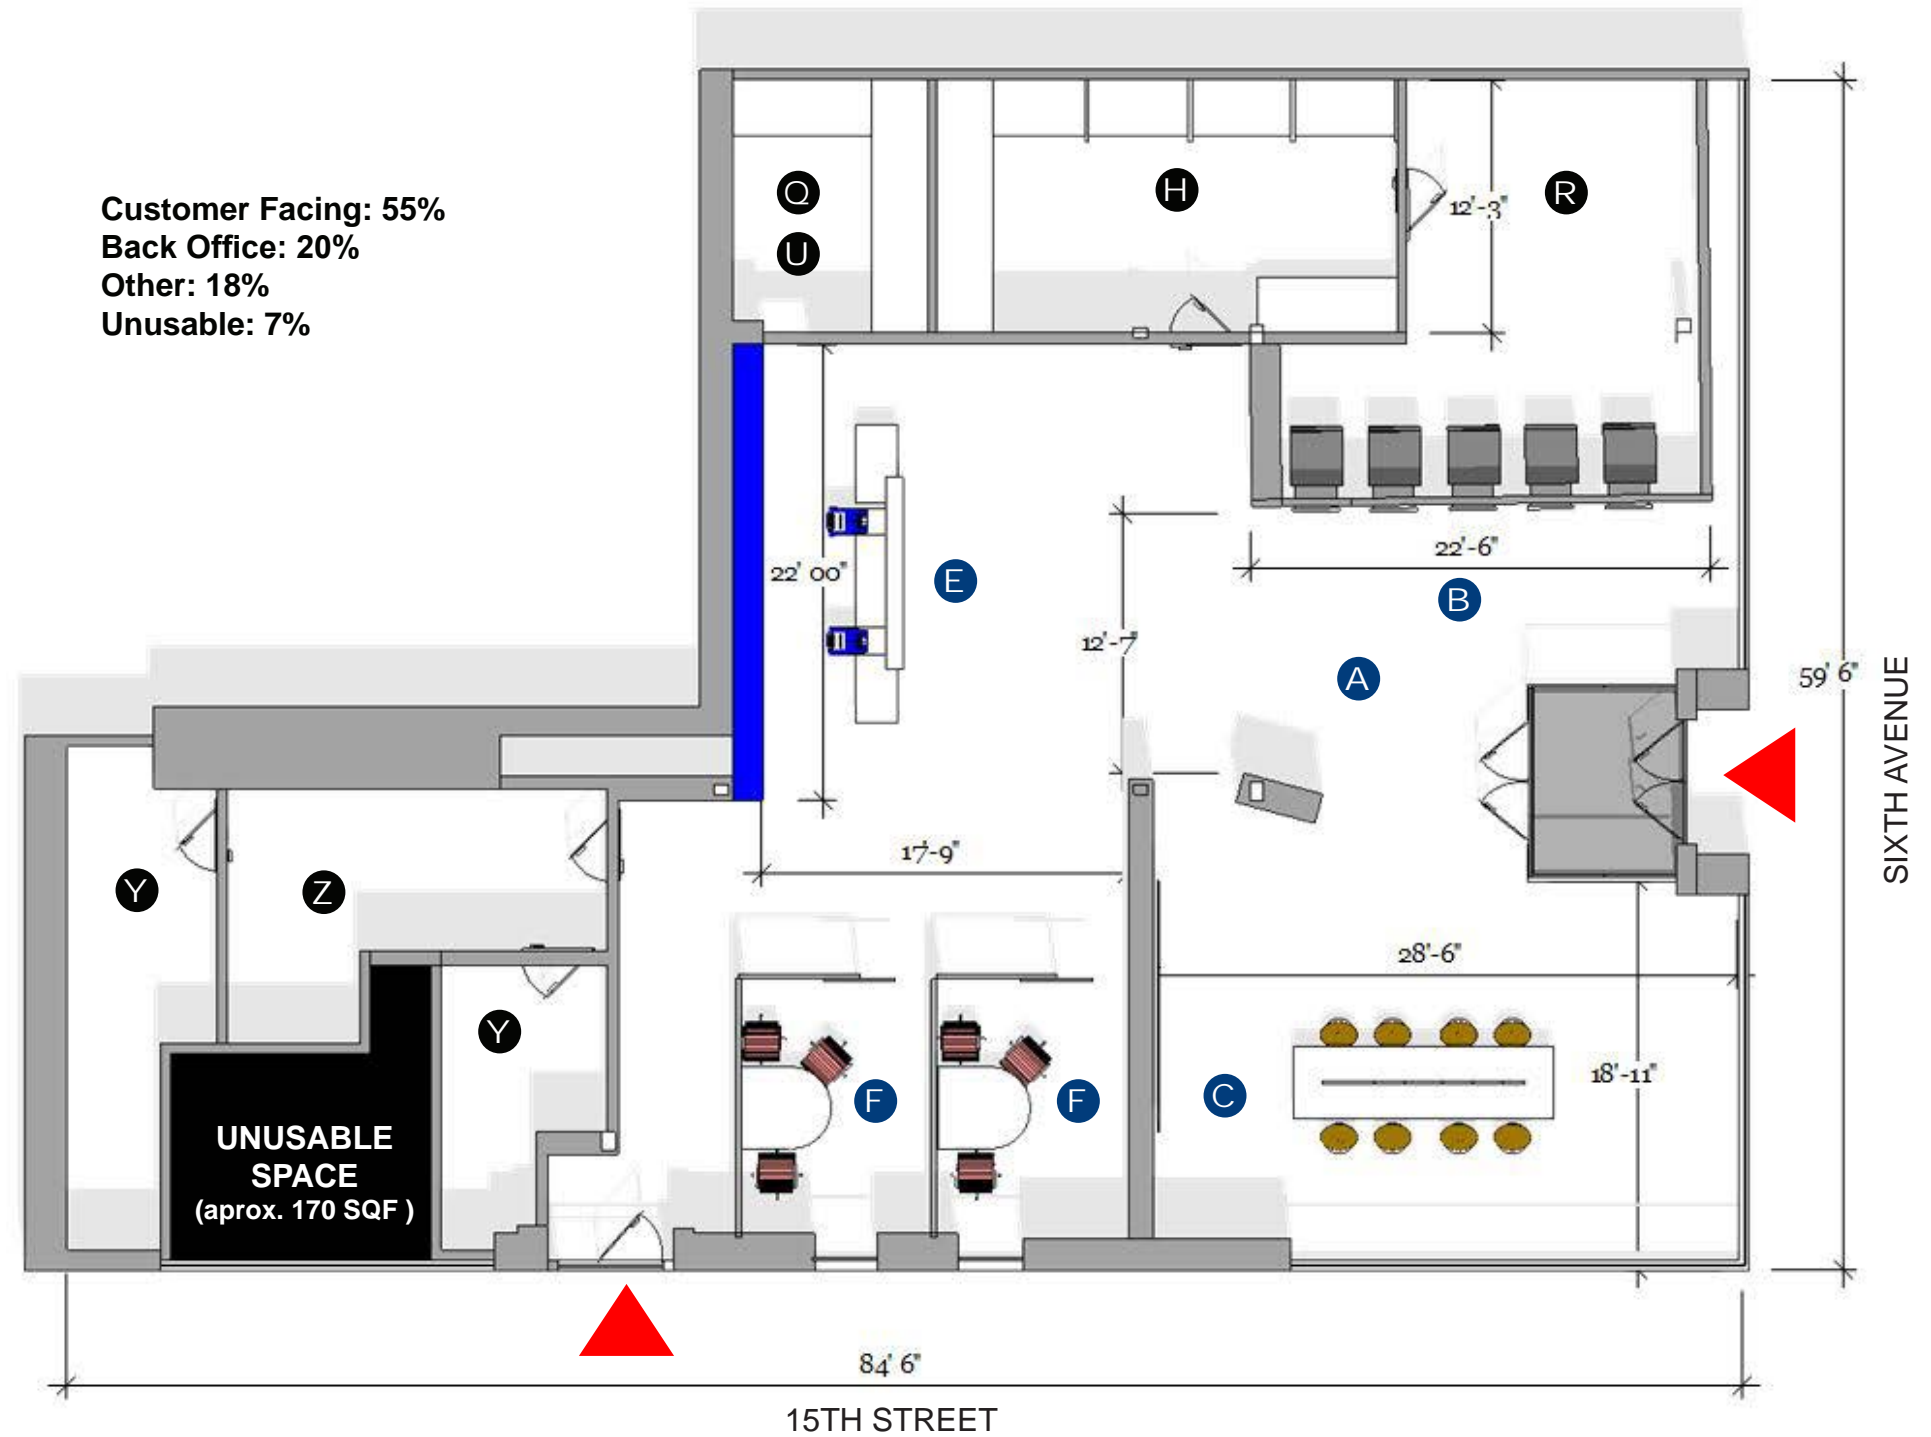 Customer Facing: 55%
Back Office: 20%
Other: 18%
Unusable: 7%
Q
H
R
12'-3"
U
22'-6"
22' 00"
E
B
12'-7"
A
59' 6"
SIXTH AVENUE
17-9"
Y
Z
28'-6"
Y
18'-11"
F
F
C
UNUSABLE
SPACE
(aprox. 170 SQF )
84' 6"
15TH STREET